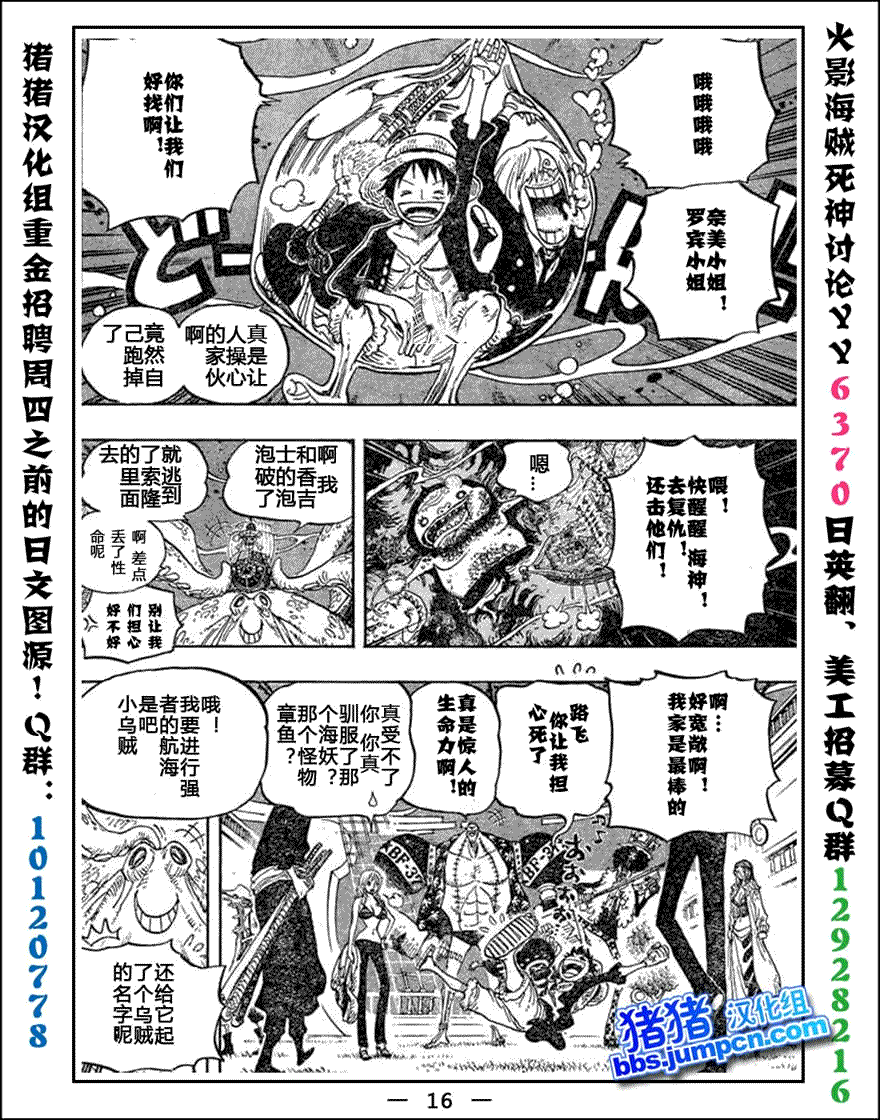 猪猪汉化组重金招聘周四之前的日文图源！Q群：10120778
火影海贼死神讨论YY6370日英翻、美工招募Q群12928216
哦哦哦哦
奈美小姐！
罗宾小姐
你们让我们
好找啊！
ど
ん
真是让
人操心
的家伙
啊
竟然自
己跑掉
了
喂！
快醒醒 海神！
去复仇！
还击他们！
嗯…
啊我
和香吉
士的泡
泡破了
就逃到
了索隆
的里面
去
啊 差点
丢了性
命呢
别让我
们担心
好不好
啊…
好宽敞啊！
我家是最棒的
路飞
你让我担
心死了
真是惊人的
生命力啊！
真受不了
你 你真
驯服了那
个海妖？
那个怪物
章鱼？
哦！
我要进行强
者的航海
是吧
小乌贼
BF-36
还给它起
了个乌贼
的名字呢
猪猪汉化组
bbs.jumpcn.com
— 16 —